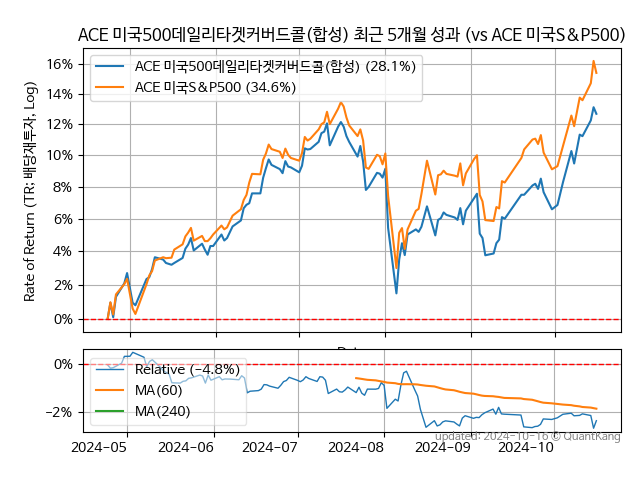 ACE 미국500데일리타겟커버드콜(합성) 최근 5개월 성과 (vs ACE 미국S&P500)
ACE 미국500데일리타겟커버드콜(합성) (28.1%)
ACE 미국S&P500 (34.6%)
16%
14%
12%
10%
8%
6%
4%
2%
0%
Rate of Return (TR: 배당재투자, Log)
Relative (−4.8%)
MA(60)
MA(240)
0%
−2%
2024-05
2024-06
2024-07
2024-08
2024-09
2024-10
updated: 2024-10-16 © QuantKang